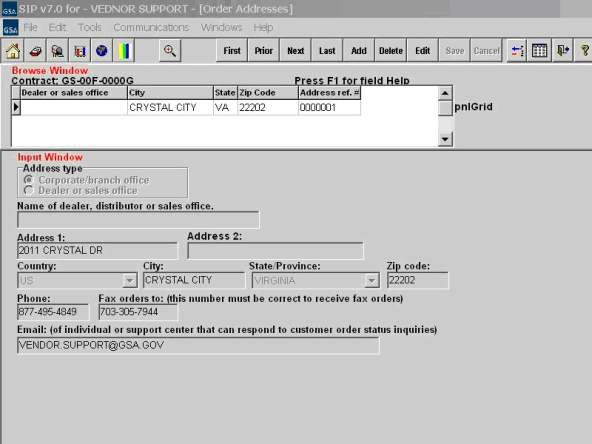 GSA SIP v7.0 for - VEDNOR SUPPORT - [Order Addresses]
GSA File Edit Tools Communications Windows Help
First Prior Next Last Add Delete Edit Save Cancel ?
Browse Window
Contract: GS-00F-0000G Press F1 for field Help
Dealer or sales office City State Zip Code Address ref. #
CRYSTAL CITY VA 22202 0000001 pnlGrid
Input Window
Address type
Corporate/branch office
Dealer or sales office
Name of dealer, distributor or sales office.
Address 1: Address 2:
2011 CRYSTAL DR
Country: City: State/Province: Zip code:
US CRYSTAL CITY VIRGINIA 22202
Phone: Fax orders to: (this number must be correct to receive fax orders)
877-495-4849 703-305-7944
Email: (of individual or support center that can respond to customer order status inquiries)
VENDOR.SUPPORT@GSA.GOV